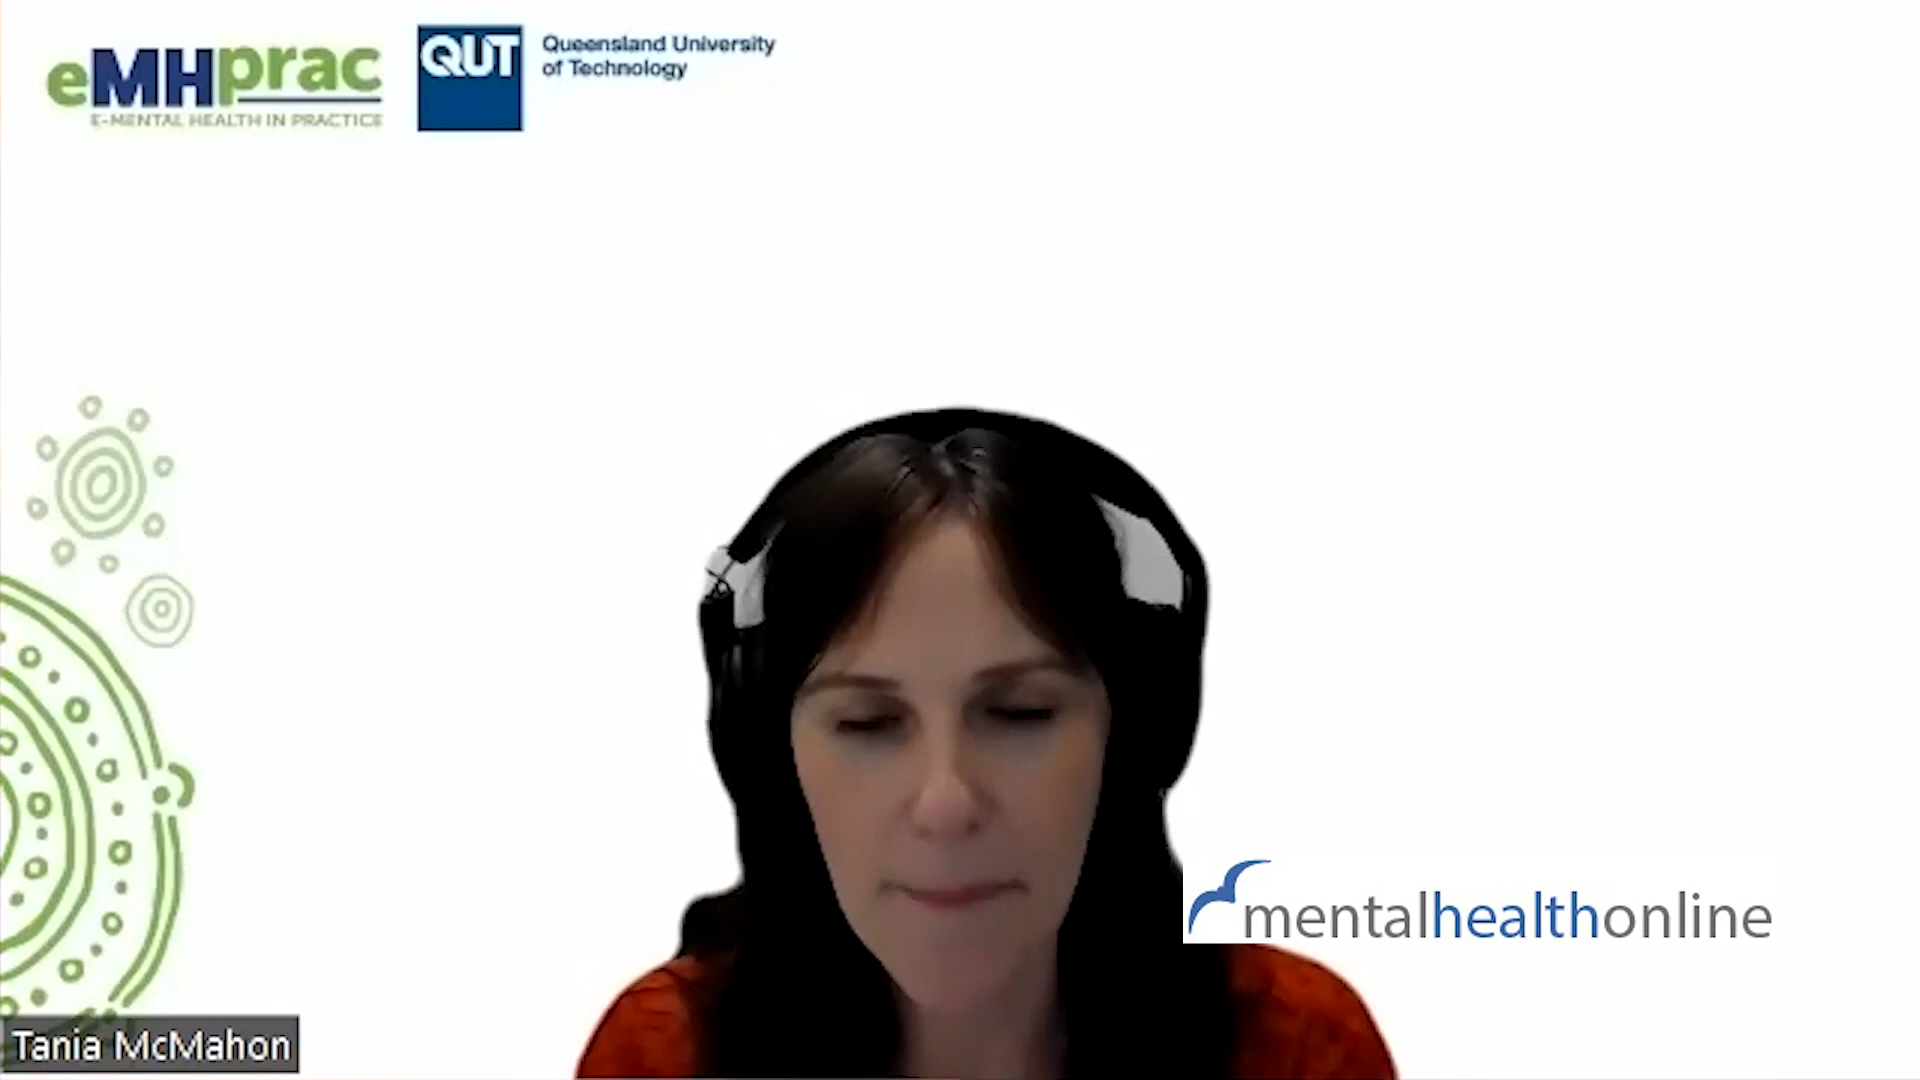 eMHprac
E-MENTAL HEALTH IN PRACTICE
QUT
Queensland University
of Technology
mentalhealthonline
Tania McMahon